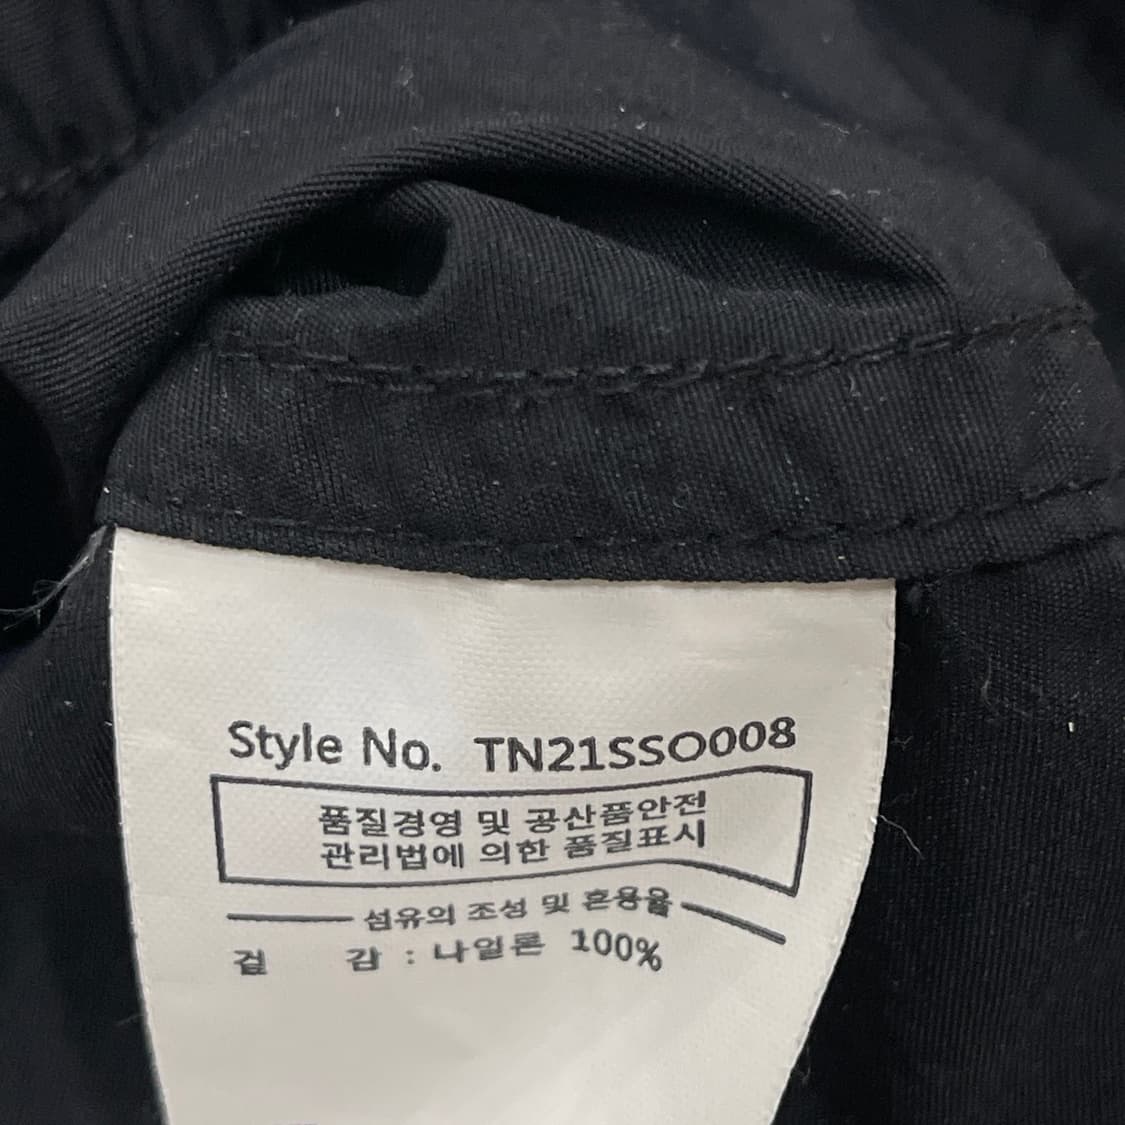 Style No. TN21SSO008
품질경영 및 공산품안전
관리법에 의한 품질표시
섬유의 조성 및 혼용율
겉 감 : 나일론 100%